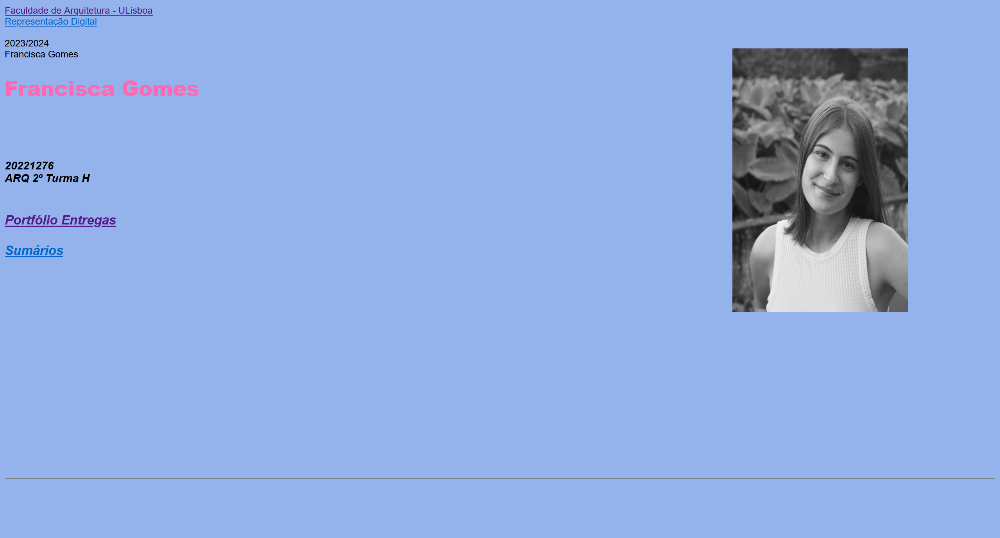 Faculdade de Arquitetura - ULisboa
Representação Digital
2023/2024
Francisca Gomes
Francisca Gomes
20221276
ARQ 2º Turma H
Portfólio Entregas
Sumários